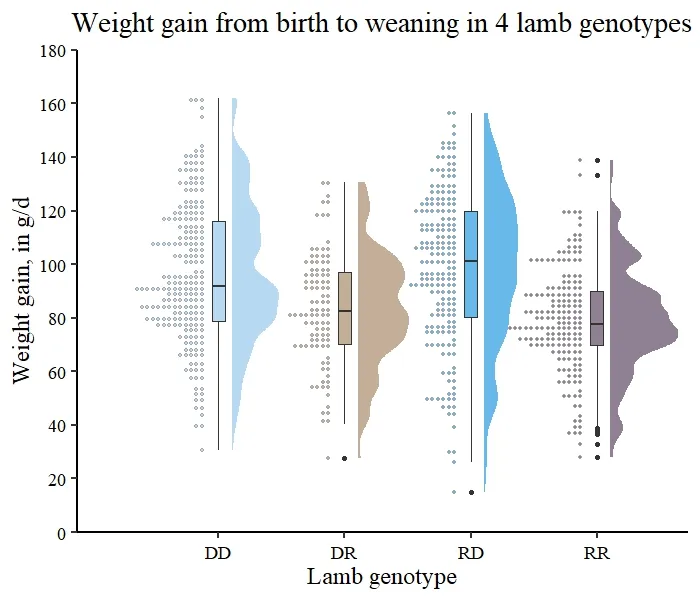 Weight gain from birth to weaning in 4 lamb genotypes
180
160
140
120
100
80
60
40
20
0
Weight gain, in g/d
DD DR RD RR
Lamb genotype